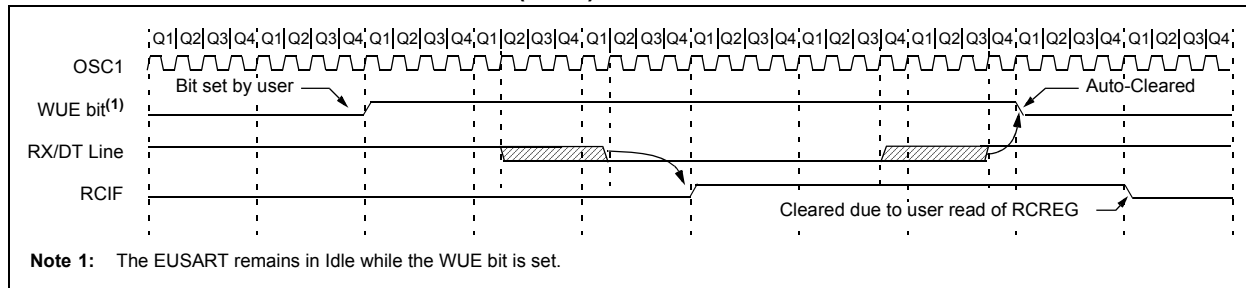 Q1 Q2 Q3 Q4 Q1 Q2 Q3 Q4 Q1 Q2 Q3 Q4 Q1 Q2 Q3 Q4 Q1 Q2 Q3 Q4 Q1 Q2 Q3 Q4 Q1 Q2 Q3 Q4 Q1 Q2 Q3 Q4 Q1 Q2 Q3 Q4 Q1 Q2 Q3 Q4
OSC1
Bit set by user
Auto-Cleared
WUE bit(1)
RX/DT Line
RCIF
Cleared due to user read of RCREG
Note 1: The EUSART remains in Idle while the WUE bit is set.